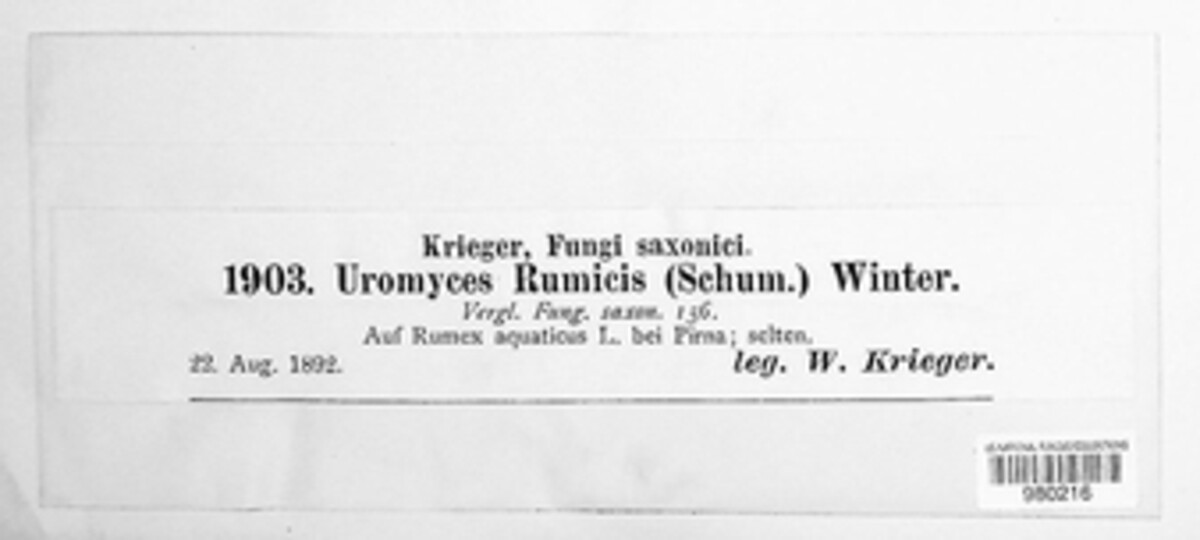 Krieger, Fungi saxonici.
1903. Uromyces Rumicis (Schum.) Winter.
Vergl. Fung. saxon. 156.
Auf Rumex aquaticus L. bei Pirna; selten.
22. Aug. 1892.
leg. W. Krieger.
980216